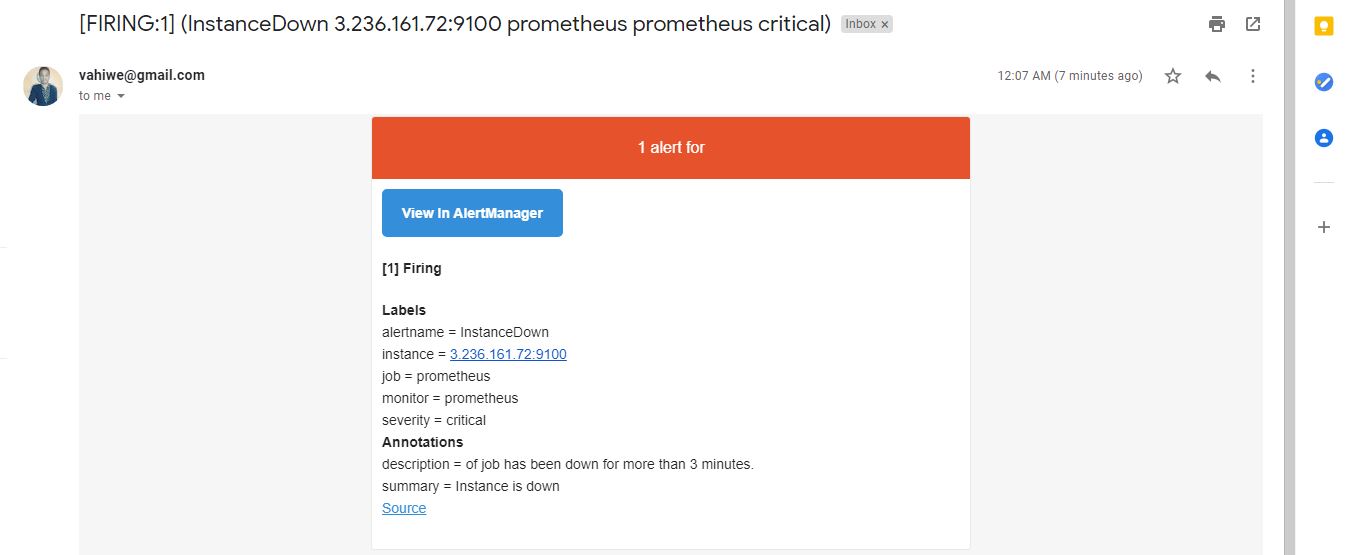 [FIRING:1] (InstanceDown 3.236.161.72:9100 prometheus prometheus critical) Inbox ×
vahiwe@gmail.com 12:07 AM (7 minutes ago)
to me
1 alert for
View In AlertManager
[1] Firing
Labels
alertname = InstanceDown
instance = 3.236.161.72:9100
job = prometheus
monitor = prometheus
severity = critical
Annotations
description = of job has been down for more than 3 minutes.
summary = Instance is down
Source